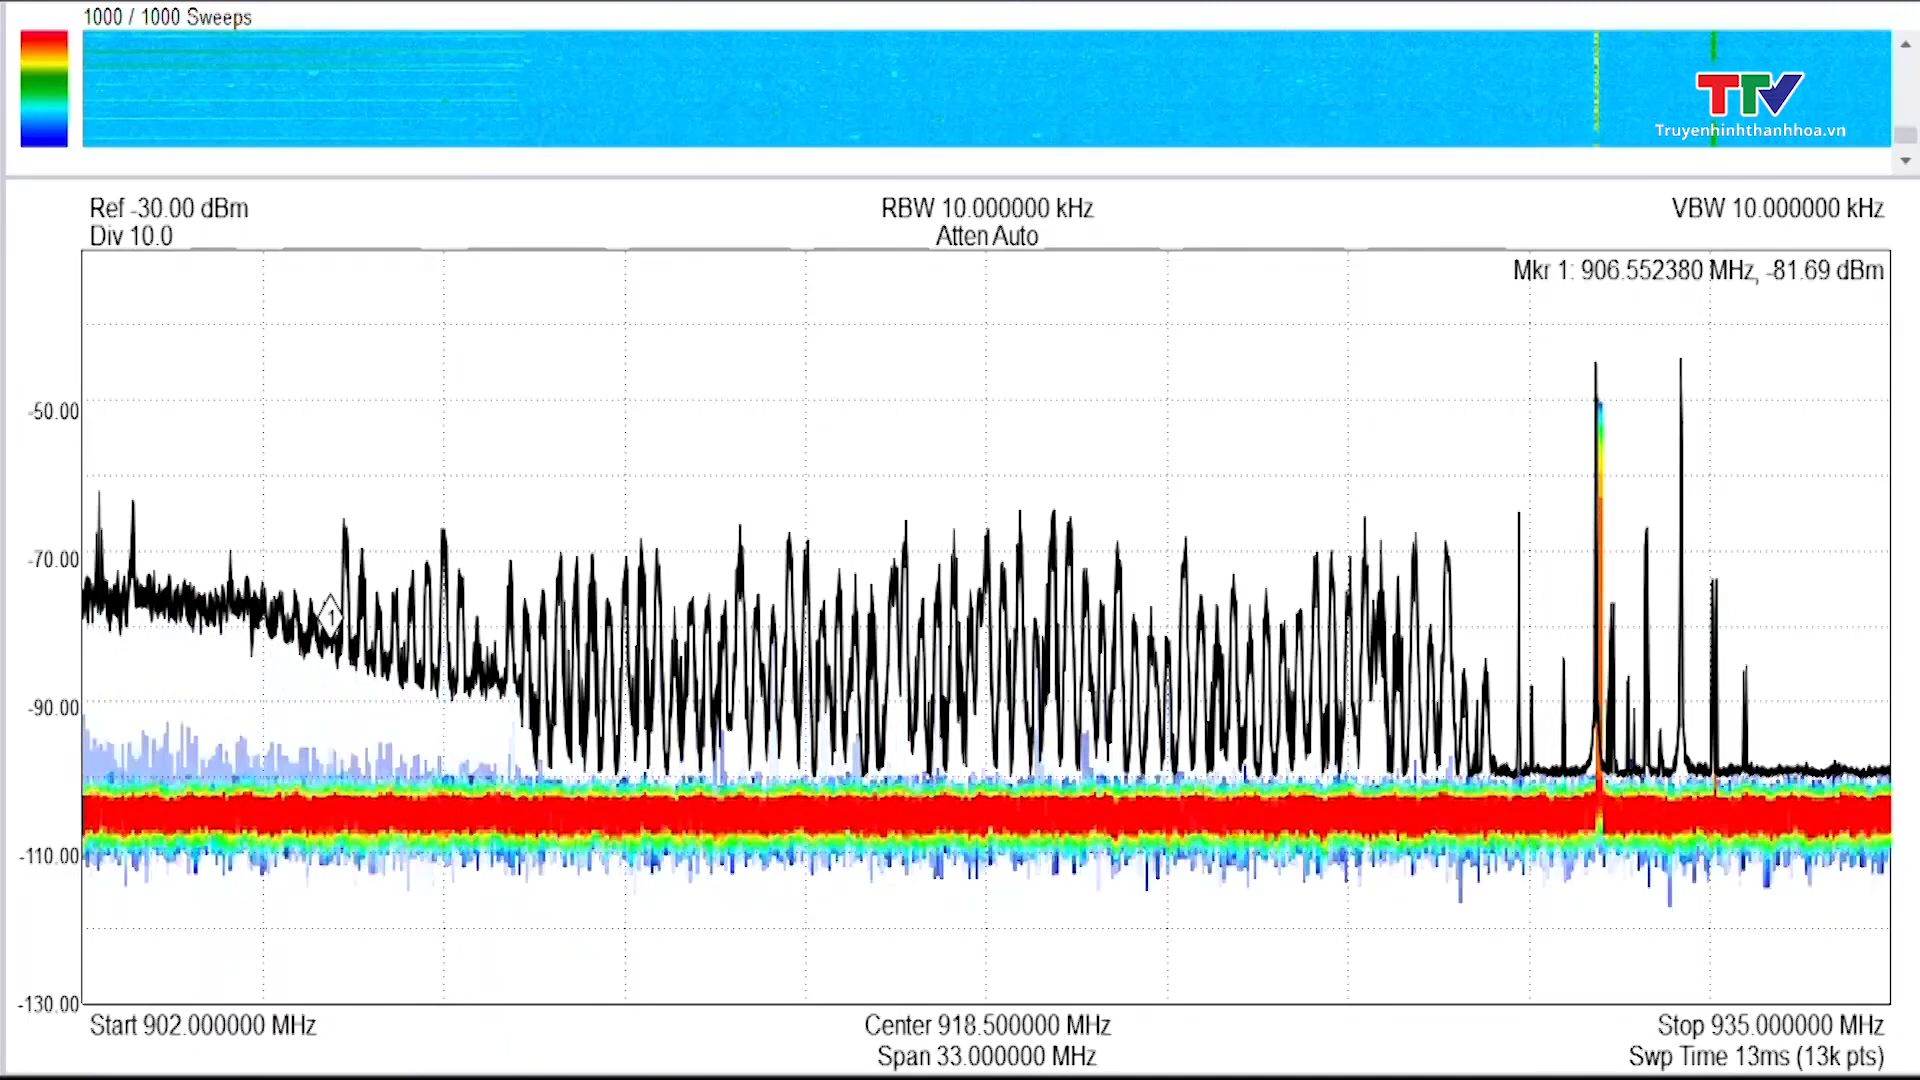 1000 / 1000 Sweeps
TTV
Truyenhinhthanhhoa.vn
Ref -30.00 dBm
RBW 10.000000 kHz
VBW 10.000000 kHz
Div 10.0
Atten Auto
Mkr 1: 906.552380 MHz, -81.69 dBm
-50.00
-70.00
1
-90.00
-110.00
-130.00
Start 902.000000 MHz
Center 918.500000 MHz
Stop 935.000000 MHz
Span 33.000000 MHz
Swp Time 13ms (13k pts)